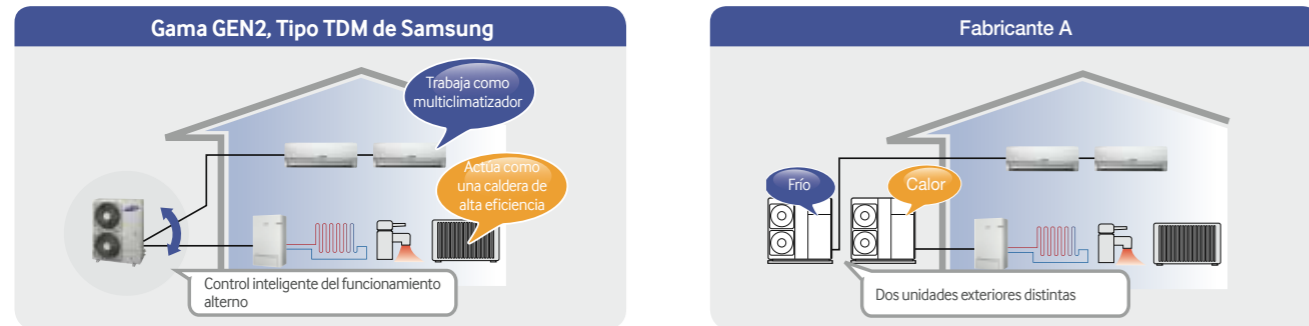 Gama GEN2, Tipo TDM de Samsung
Trabaja como
multiclimatizador
Actúa como
una caldera de
alta eficiencia
Control inteligente del funcionamiento
alterno
Fabricante A
Frío
Calor
Dos unidades exteriores distintas